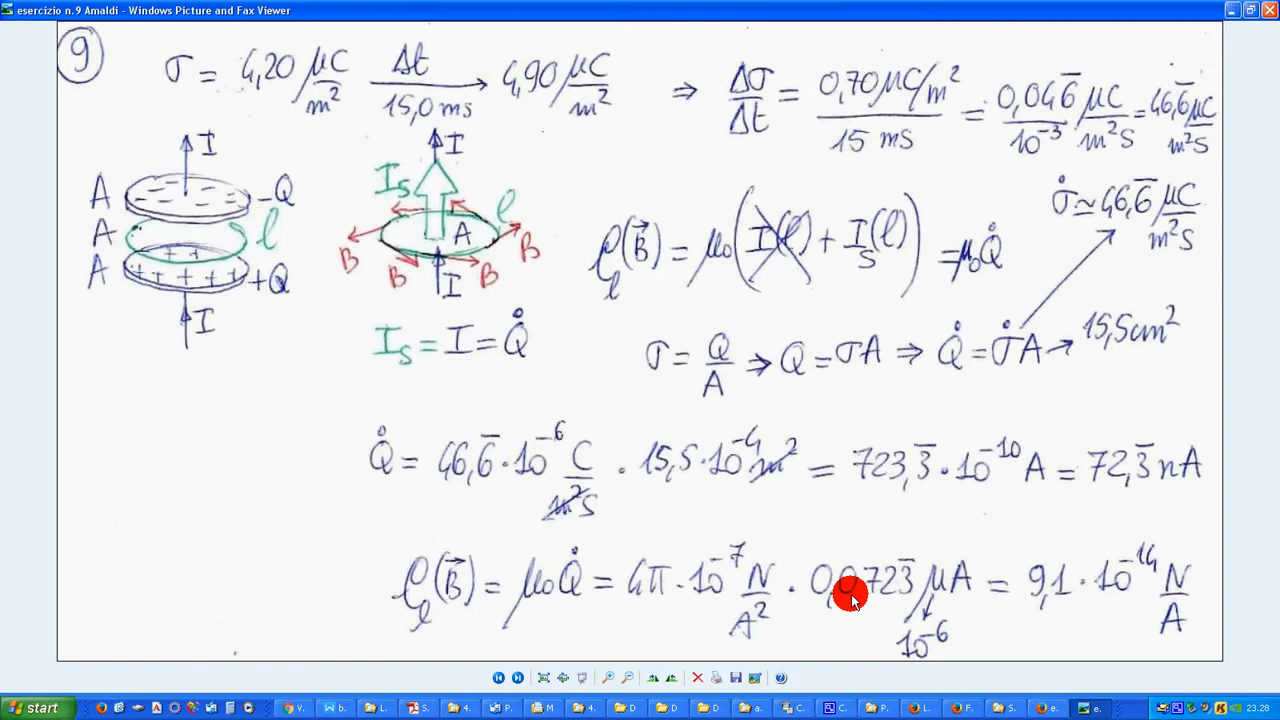 esercizio n.9 Amaldi - Windows Picture and Fax Viewer
9
σ = 4,20 μC/m² Δt/15,0 ms → 4,90 μC/m² ⇒ Δσ/Δt = 0,70 μC/m² / 15 ms = 0,046̅/10⁻³ μC/m²s = 46,6̅ μC/m²s
I
A -Q
A l
A +Q
I
I
Is
l
A
B B B B
I
σ̊ ≃ 46,6̅ μC/m²s
𝒞l(B⃗) = μ₀(I(l) + Is(l)) = μ₀Q̊
Is = I = Q̊
σ = Q/A ⇒ Q = σA ⇒ Q̊ = σ̊A → 15,5 cm²
Q̊ = 46,6̅ · 10⁻⁶ C/m²s · 15,5 · 10⁻⁴ m² = 723,3̅ · 10⁻¹⁰ A = 72,3̅ nA
𝒞l(B⃗) = μ₀Q̊ = 4π · 10⁻⁷ N/A² · 0,0723̅ μA = 9,1 · 10⁻¹⁴ N/A
10⁻⁶
start
23.28